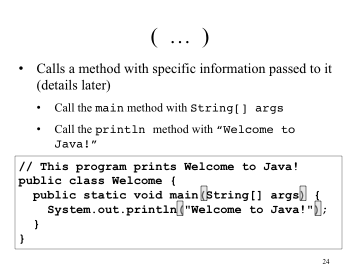 ( … )
• Calls a method with specific information passed to it
(details later)
• Call the main method with String[] args
• Call the println method with “Welcome to
Java!”
// This program prints Welcome to Java!
public class Welcome {
  public static void main(String[] args) {
    System.out.println("Welcome to Java!");
  }
}
24